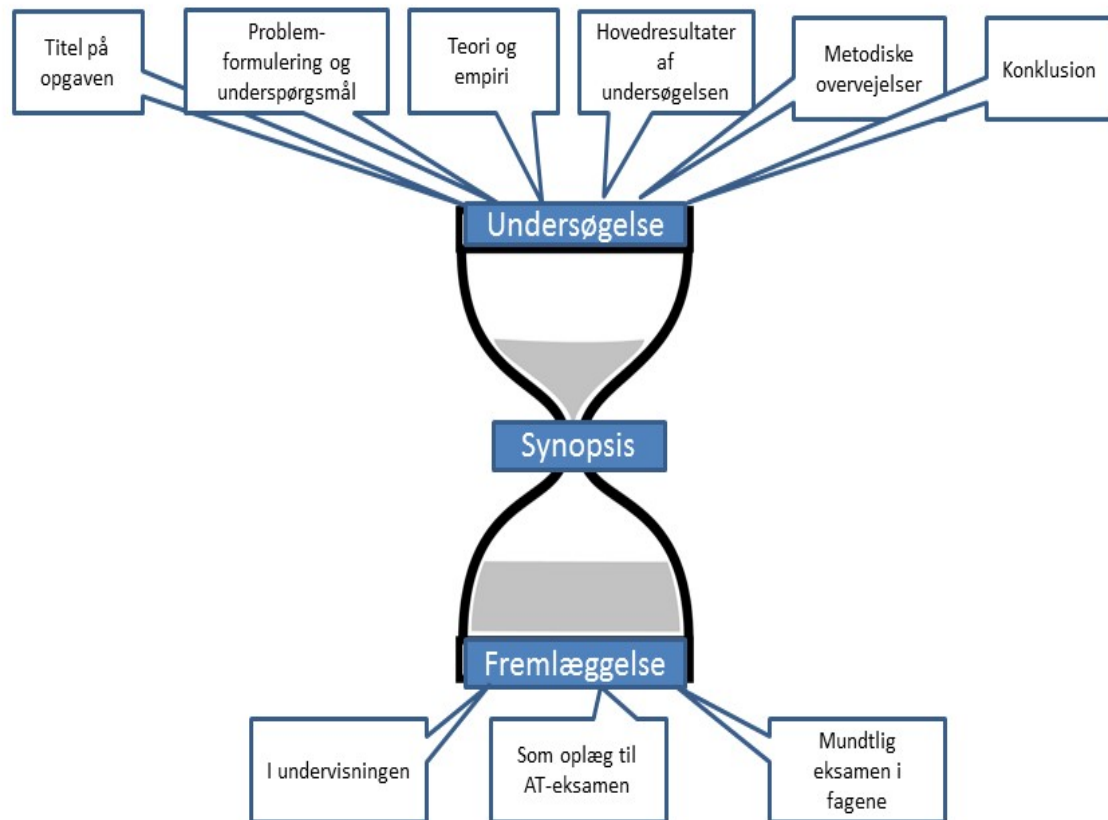 Titel på
opgaven
Problem-
formulering og
underspørgsmål
Teori og
empiri
Hovedresultater
af
undersøgelsen
Metodiske
overvejelser
Konklusion
Undersøgelse
Synopsis
Fremlæggelse
I undervisningen
Som oplæg til
AT-eksamen
Mundtlig
eksamen i
fagene